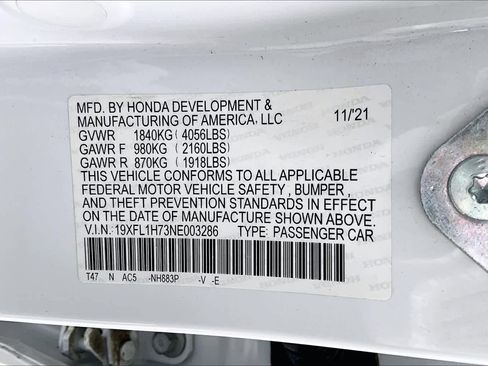 MFD. BY HONDA DEVELOPMENT &
MANUFACTURING OF AMERICA, LLC 11/'21
GVWR 1840KG ( 4056LBS)
GAWR F 980KG ( 2160LBS)
GAWR R 870KG ( 1918LBS)
THIS VEHICLE CONFORMS TO ALL APPLICABLE
FEDERAL MOTOR VEHICLE SAFETY , BUMPER ,
AND THEFT PREVENTION STANDARDS IN EFFECT
ON THE DATE OF MANUFACTURE SHOWN ABOVE.
V.I.N. 19XFL1H73NE003286 TYPE: PASSENGER CAR
T47 N AC5 -NH883P -V -E